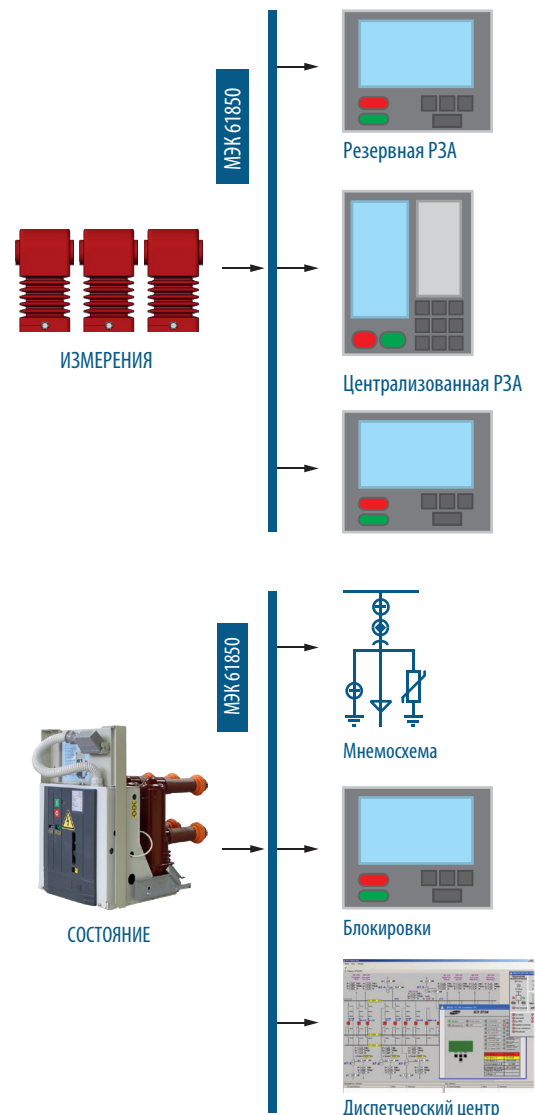 МЭК 61850
Резервная РЗА
ИЗМЕРЕНИЯ
Централизованная РЗА
МЭК 61850
Мнемосхема
СОСТОЯНИЕ
Блокировки
Диспетчерский центр